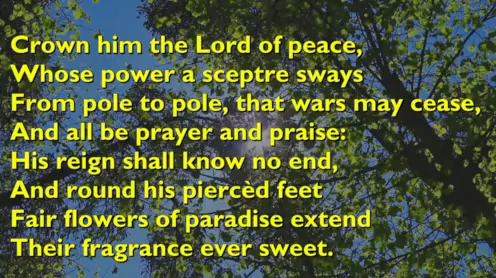 Crown him the Lord of peace,
Whose power a sceptre sways
From pole to pole, that wars may cease,
And all be prayer and praise:
His reign shall know no end,
And round his piercèd feet
Fair flowers of paradise extend
Their fragrance ever sweet.